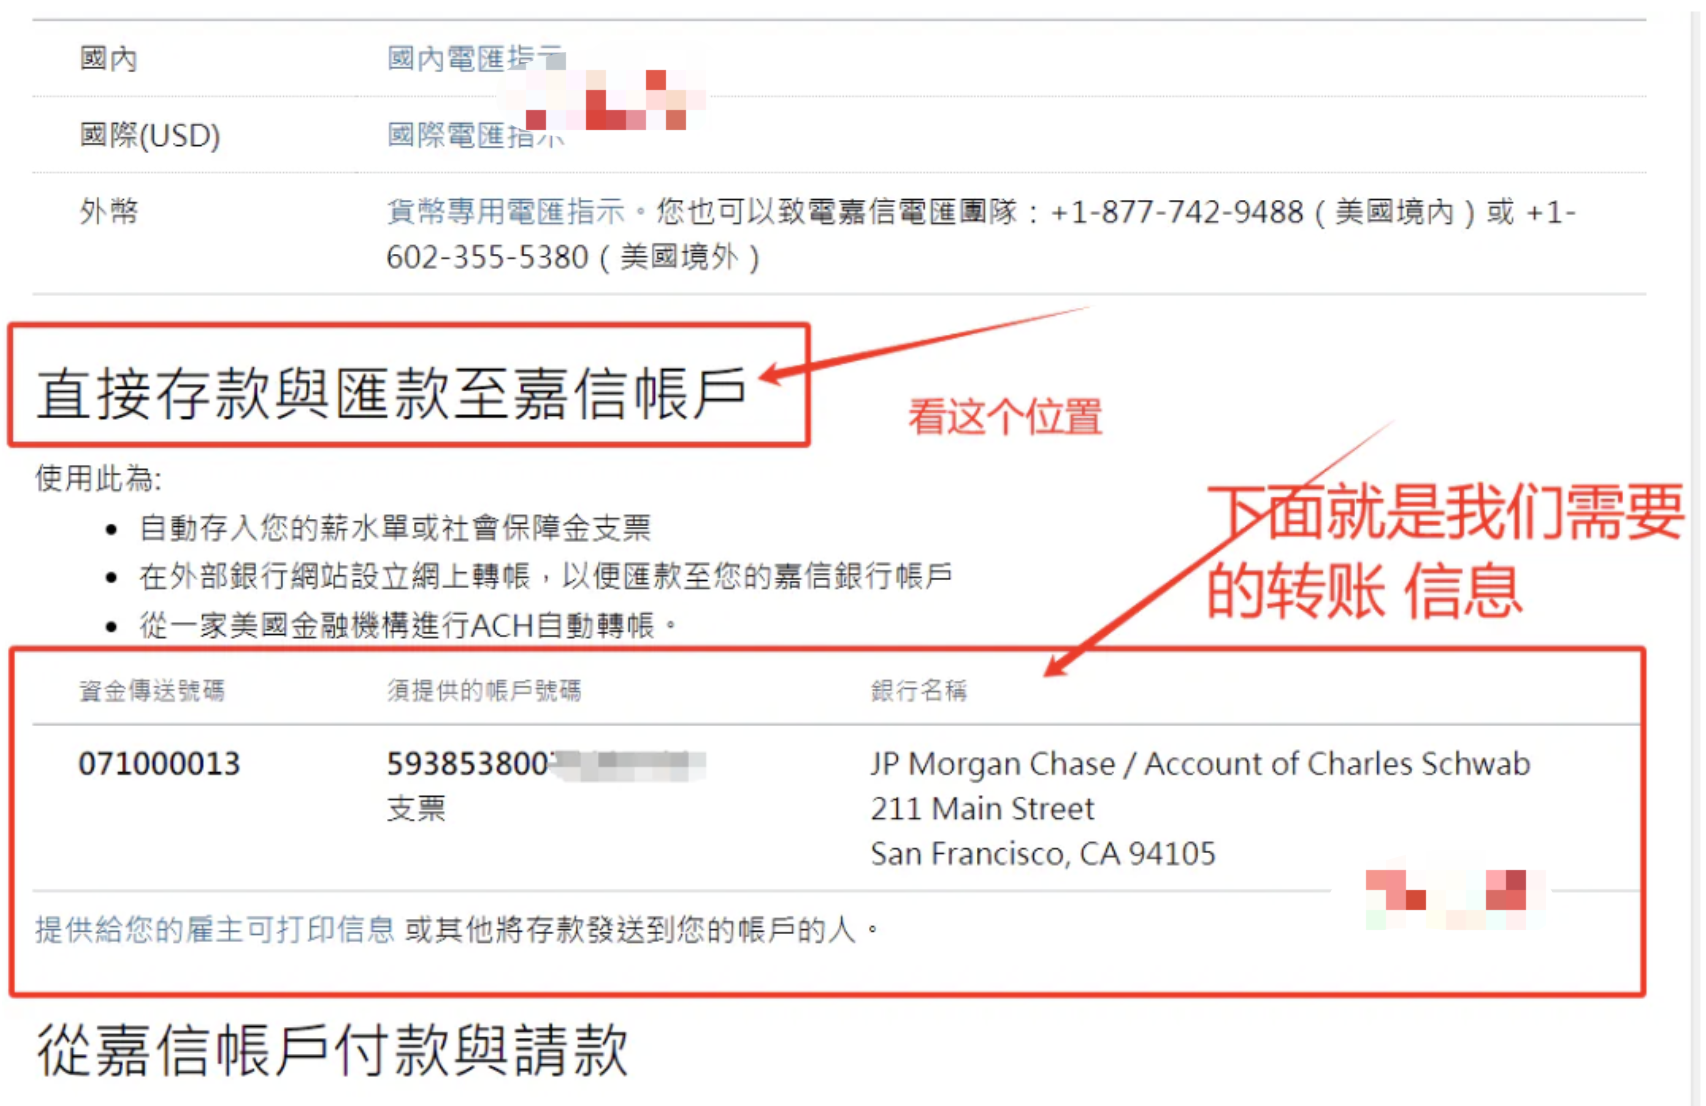 國內
國內電匯指示
國際(USD)
國際電匯指示
外幣
貨幣專用電匯指示。您也可以致電嘉信電匯團隊：+1-877-742-9488（美國境內）或 +1-
602-355-5380（美國境外）
直接存款與匯款至嘉信帳戶
看这个位置
使用此為:
下面就是我们需要
的转账 信息
• 自動存入您的薪水單或社會保障金支票
• 在外部銀行網站設立網上轉帳，以便匯款至您的嘉信銀行帳戶
• 從一家美國金融機構進行ACH自動轉帳。
資金傳送號碼
須提供的帳戶號碼
銀行名稱
071000013
593853800
支票
JP Morgan Chase / Account of Charles Schwab
211 Main Street
San Francisco, CA 94105
提供給您的雇主可打印信息 或其他將存款發送到您的帳戶的人。
從嘉信帳戶付款與請款